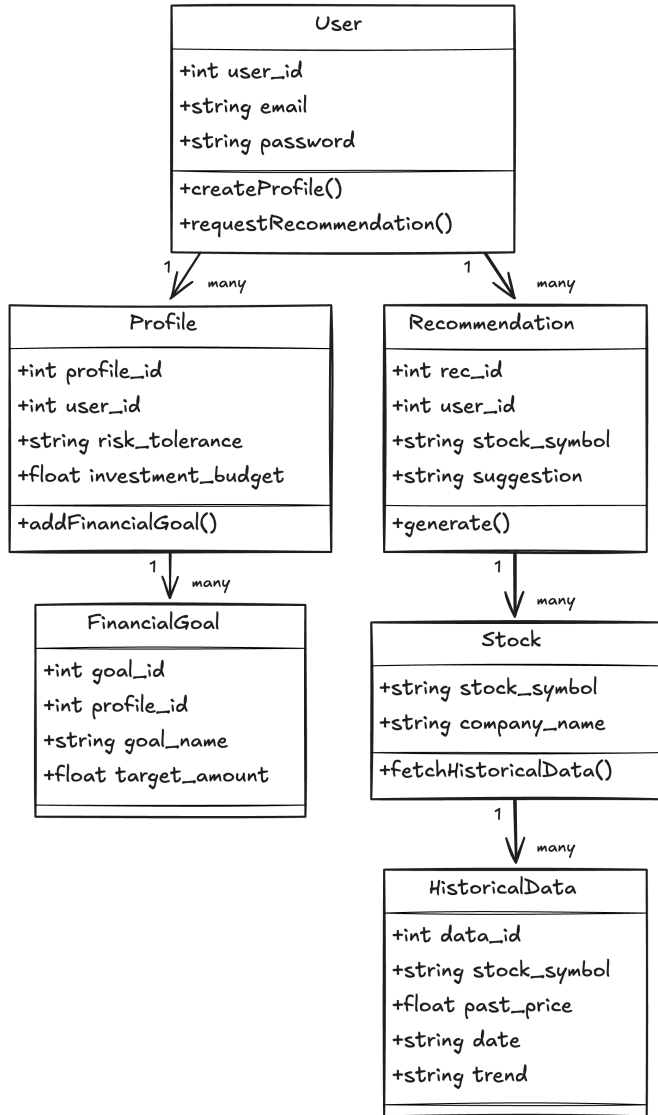 User
+int user_id
+string email
+string password
+createProfile()
+requestRecommendation()
1
many
1
many
Profile
+int profile_id
+int user_id
+string risk_tolerance
+float investment_budget
+addFinancialGoal()
1
many
FinancialGoal
+int goal_id
+int profile_id
+string goal_name
+float target_amount
Recommendation
+int rec_id
+int user_id
+string stock_symbol
+string suggestion
+generate()
1
many
Stock
+string stock_symbol
+string company_name
+fetchHistoricalData()
1
many
HistoricalData
+int data_id
+string stock_symbol
+float past_price
+string date
+string trend